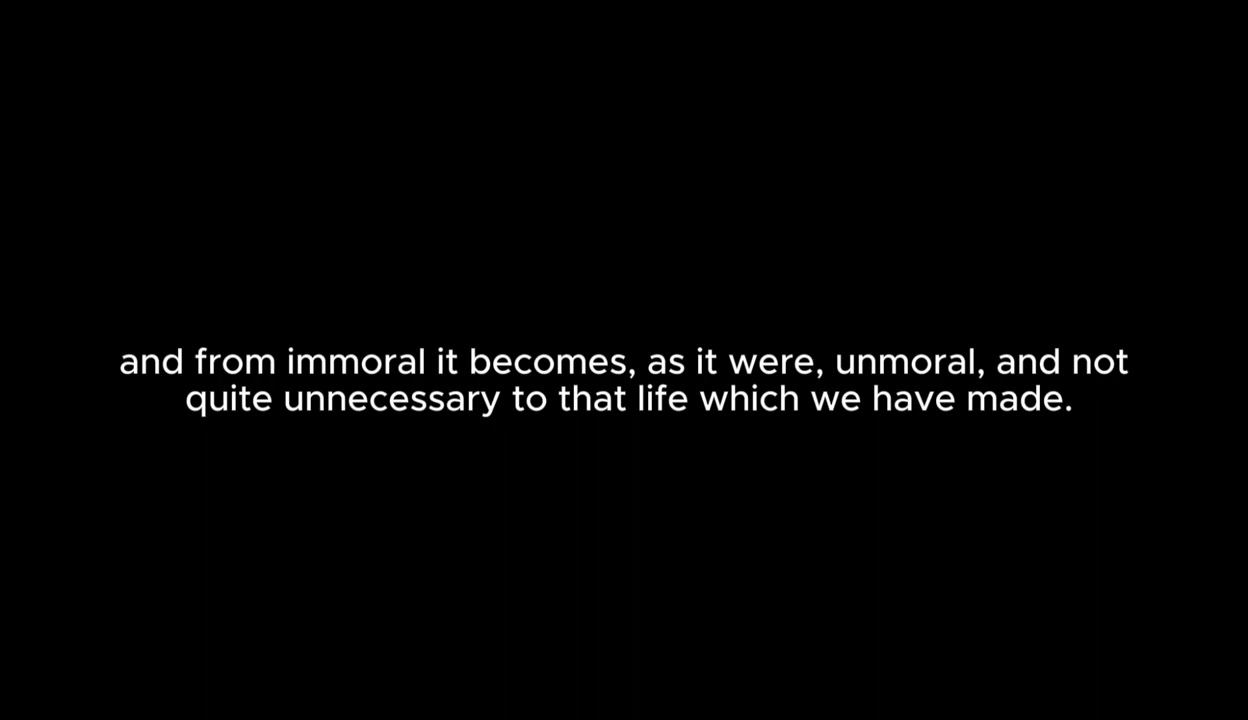 and from immoral it becomes, as it were, unmoral, and not
quite unnecessary to that life which we have made.